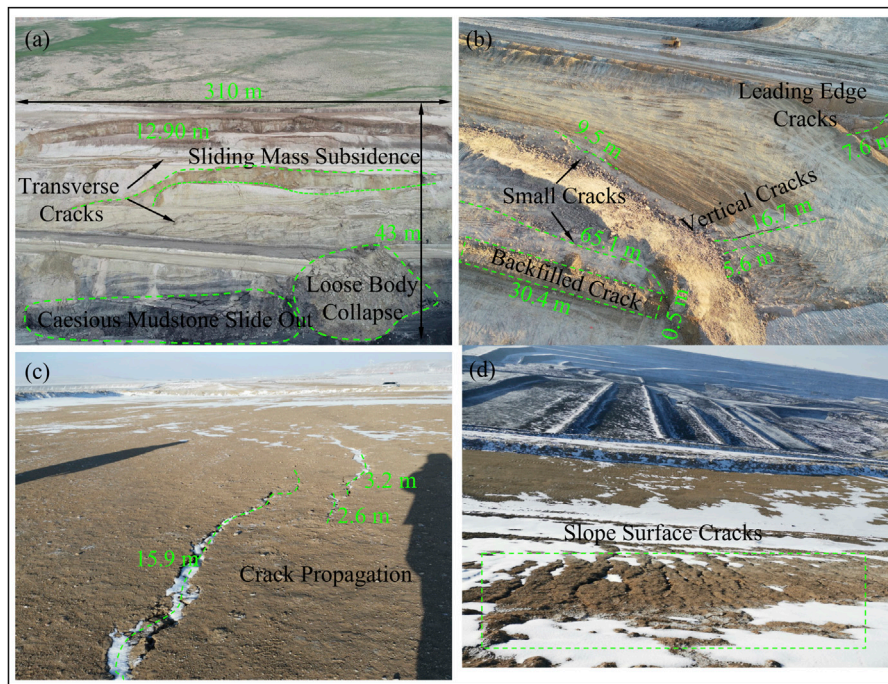 (a)
310 m
12.90 m
Sliding Mass Subsidence
Transverse
Cracks
43 m
Loose Body
Collapse
Caesious Mudstone Slide Out
(b)
Leading Edge
Cracks
7.6 m
9.5 m
Small Cracks
Vertical Cracks
16.7 m
65.1 m
5.6 m
Backfilled Crack
30.4 m
0.5 m
(c)
3.2 m
2.6 m
15.9 m
Crack Propagation
(d)
Slope Surface Cracks